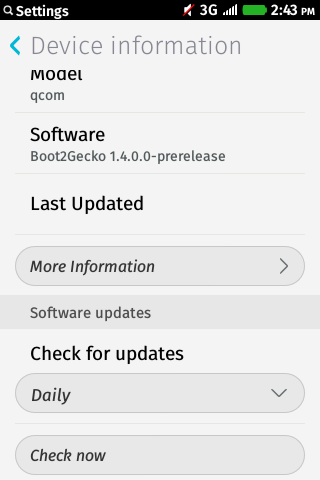 Settings 3G 2:43 PM
Device information
Model
qcom
Software
Boot2Gecko 1.4.0.0-prerelease
Last Updated
More Information
Software updates
Check for updates
Daily
Check now